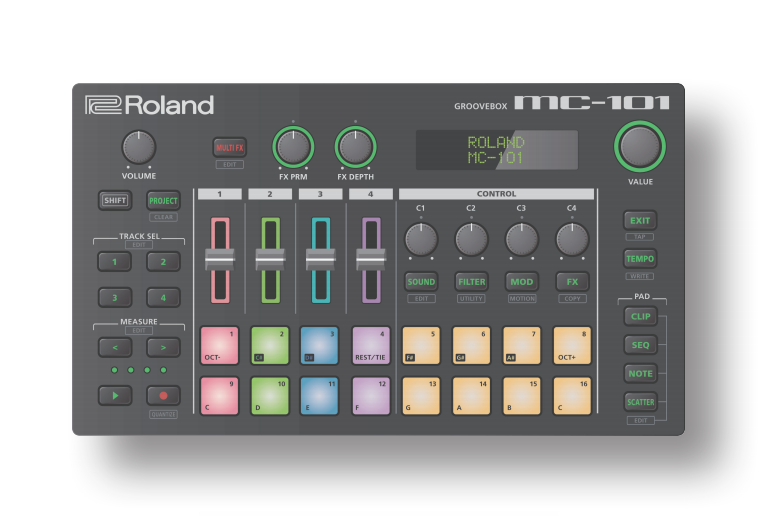 Roland
GROOVEBOX MC-101
VOLUME
MULTI FX
EDIT
FX PRM
FX DEPTH
ROLAND
MC-101
VALUE
SHIFT
PROJECT
CLEAR
1 2 3 4
CONTROL
C1 C2 C3 C4
EXIT
TAP
TRACK SEL
EDIT
1 2
3 4
TEMPO
WRITE
SOUND FILTER MOD FX
EDIT UTILITY MOTION COPY
PAD
CLIP
SEQ
NOTE
SCATTER
EDIT
MEASURE
EDIT
< >
QUANTIZE
1 2 3 4 5 6 7 8
OCT- C# D# REST/TIE F# G# A# OCT+
9 10 11 12 13 14 15 16
C D E F G A B C